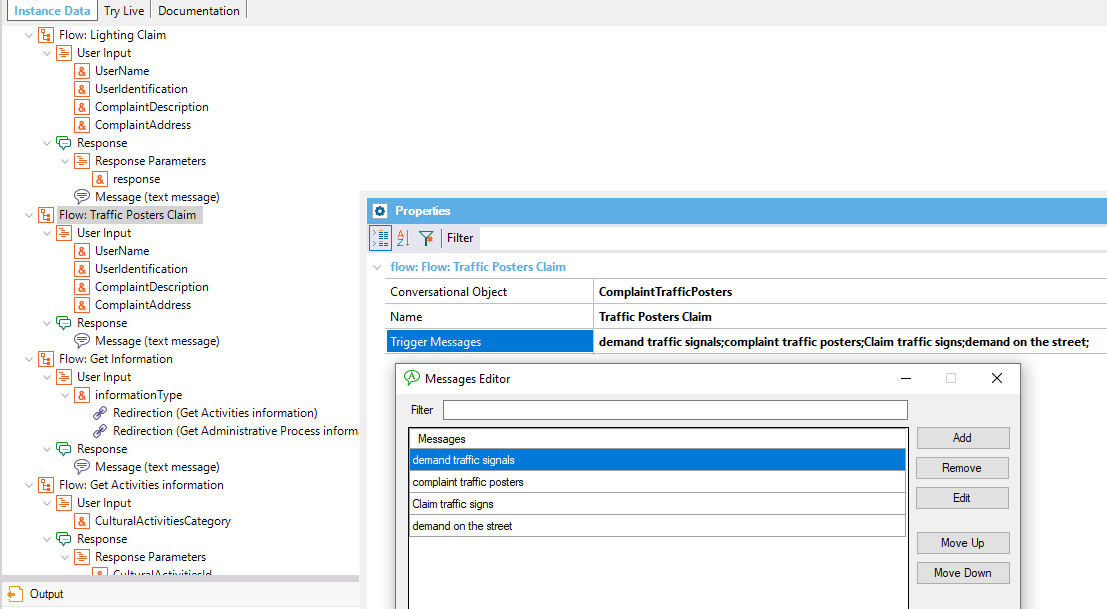 Instance Data Try Live Documentation
Flow: Lighting Claim
User Input
& UserName
& UserIdentification
& ComplaintDescription
& ComplaintAddress
Response
Response Parameters
& response
Message (text message)
Flow: Traffic Posters Claim
User Input
& UserName
& UserIdentification
& ComplaintDescription
& ComplaintAddress
Response
Message (text message)
Flow: Get Information
User Input
& informationType
Redirection (Get Activities information)
Redirection (Get Administrative Process inform
Response
Message (text message)
Flow: Get Activities information
User Input
& CulturalActivitiesCategory
Response
Response Parameters
& CulturalActivitiesId
Output
Properties
A Z Filter
flow: Flow: Traffic Posters Claim
Conversational Object ComplaintTrafficPosters
Name Traffic Posters Claim
Trigger Messages demand traffic signals;complaint traffic posters;Claim traffic signs;demand on the street;
A Messages Editor
Filter
Messages
demand traffic signals
complaint traffic posters
Claim traffic signs
demand on the street
Add
Remove
Edit
Move Up
Move Down